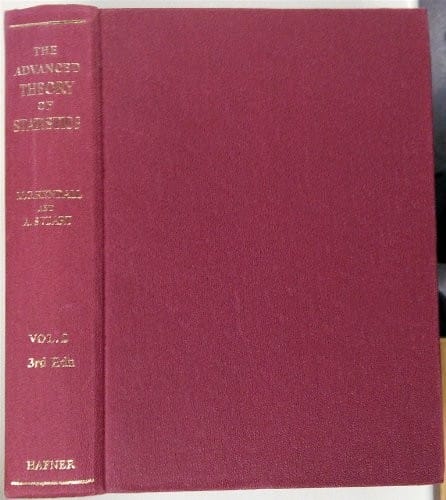 THE
ADVANCED
THEORY
OF
STATISTICS
M.G.KENDALL
AND
A. STUART
VOL. 2
3rd Edn
HAFNER